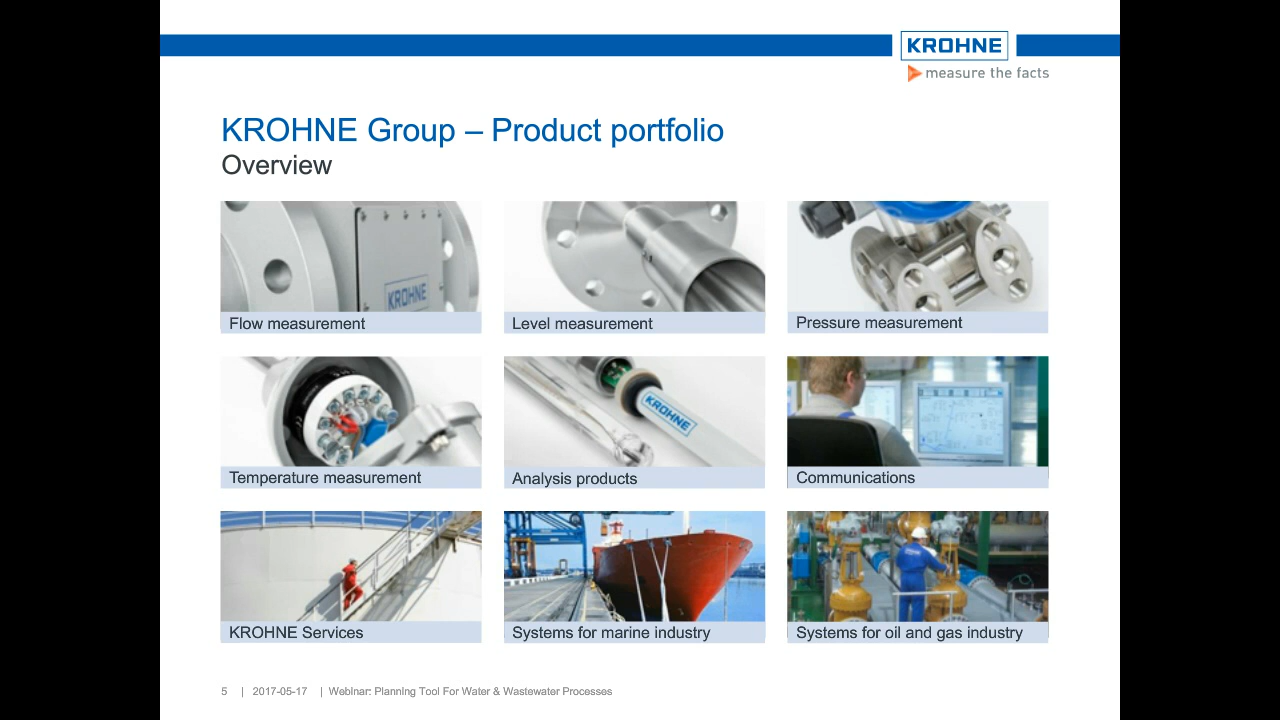 KROHNE
measure the facts
KROHNE Group – Product portfolio
Overview
KROHNE
Flow measurement
Level measurement
Pressure measurement
KROHNE
Temperature measurement
Analysis products
Communications
KROHNE Services
Systems for marine industry
Systems for oil and gas industry
5 | 2017-05-17 | Webinar: Planning Tool For Water & Wastewater Processes